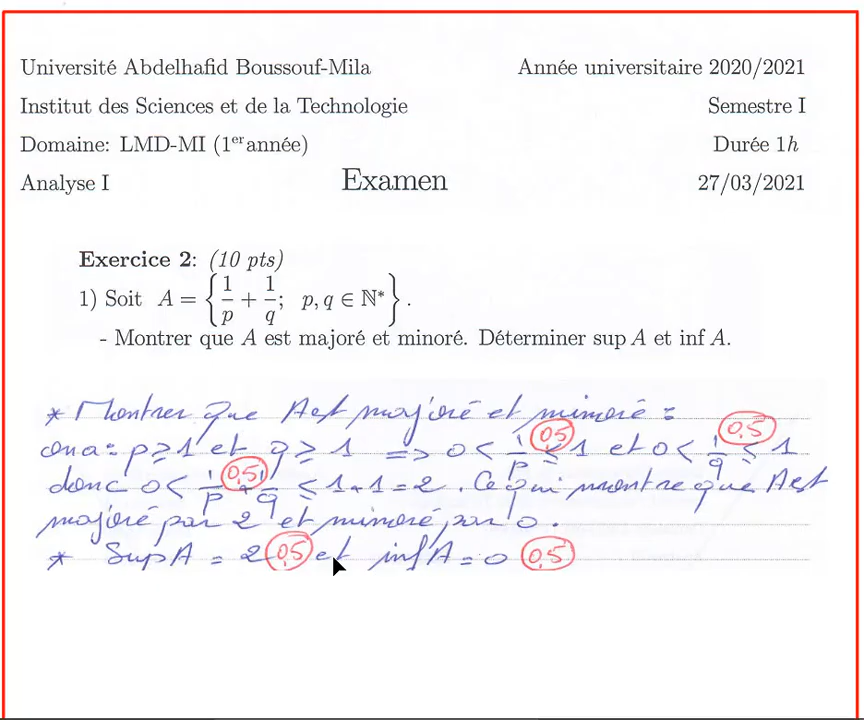 Université Abdelhafid Boussouf-Mila Année universitaire 2020/2021
Institut des Sciences et de la Technologie Semestre I
Domaine: LMD-MI (1er année) Durée 1h
Analyse I Examen 27/03/2021
Exercice 2: (10 pts)
1) Soit A = { 1/p + 1/q ; p, q ∈ ℕ* } .
- Montrer que A est majoré et minoré. Déterminer sup A et inf A.
* Montrer que A est majoré et minoré :
on a : p ≥ 1 et q ≥ 1 => 0 < 1/p ≤ 1 0,5 et 0 < 1/q ≤ 1 0,5
donc 0 < 1/p + 1/q 0,5 ≤ 1+1 = 2 . Ce qui montre que A est
majoré par 2 et minoré par 0 .
* Sup A = 2 0,5 et inf A = 0 0,5